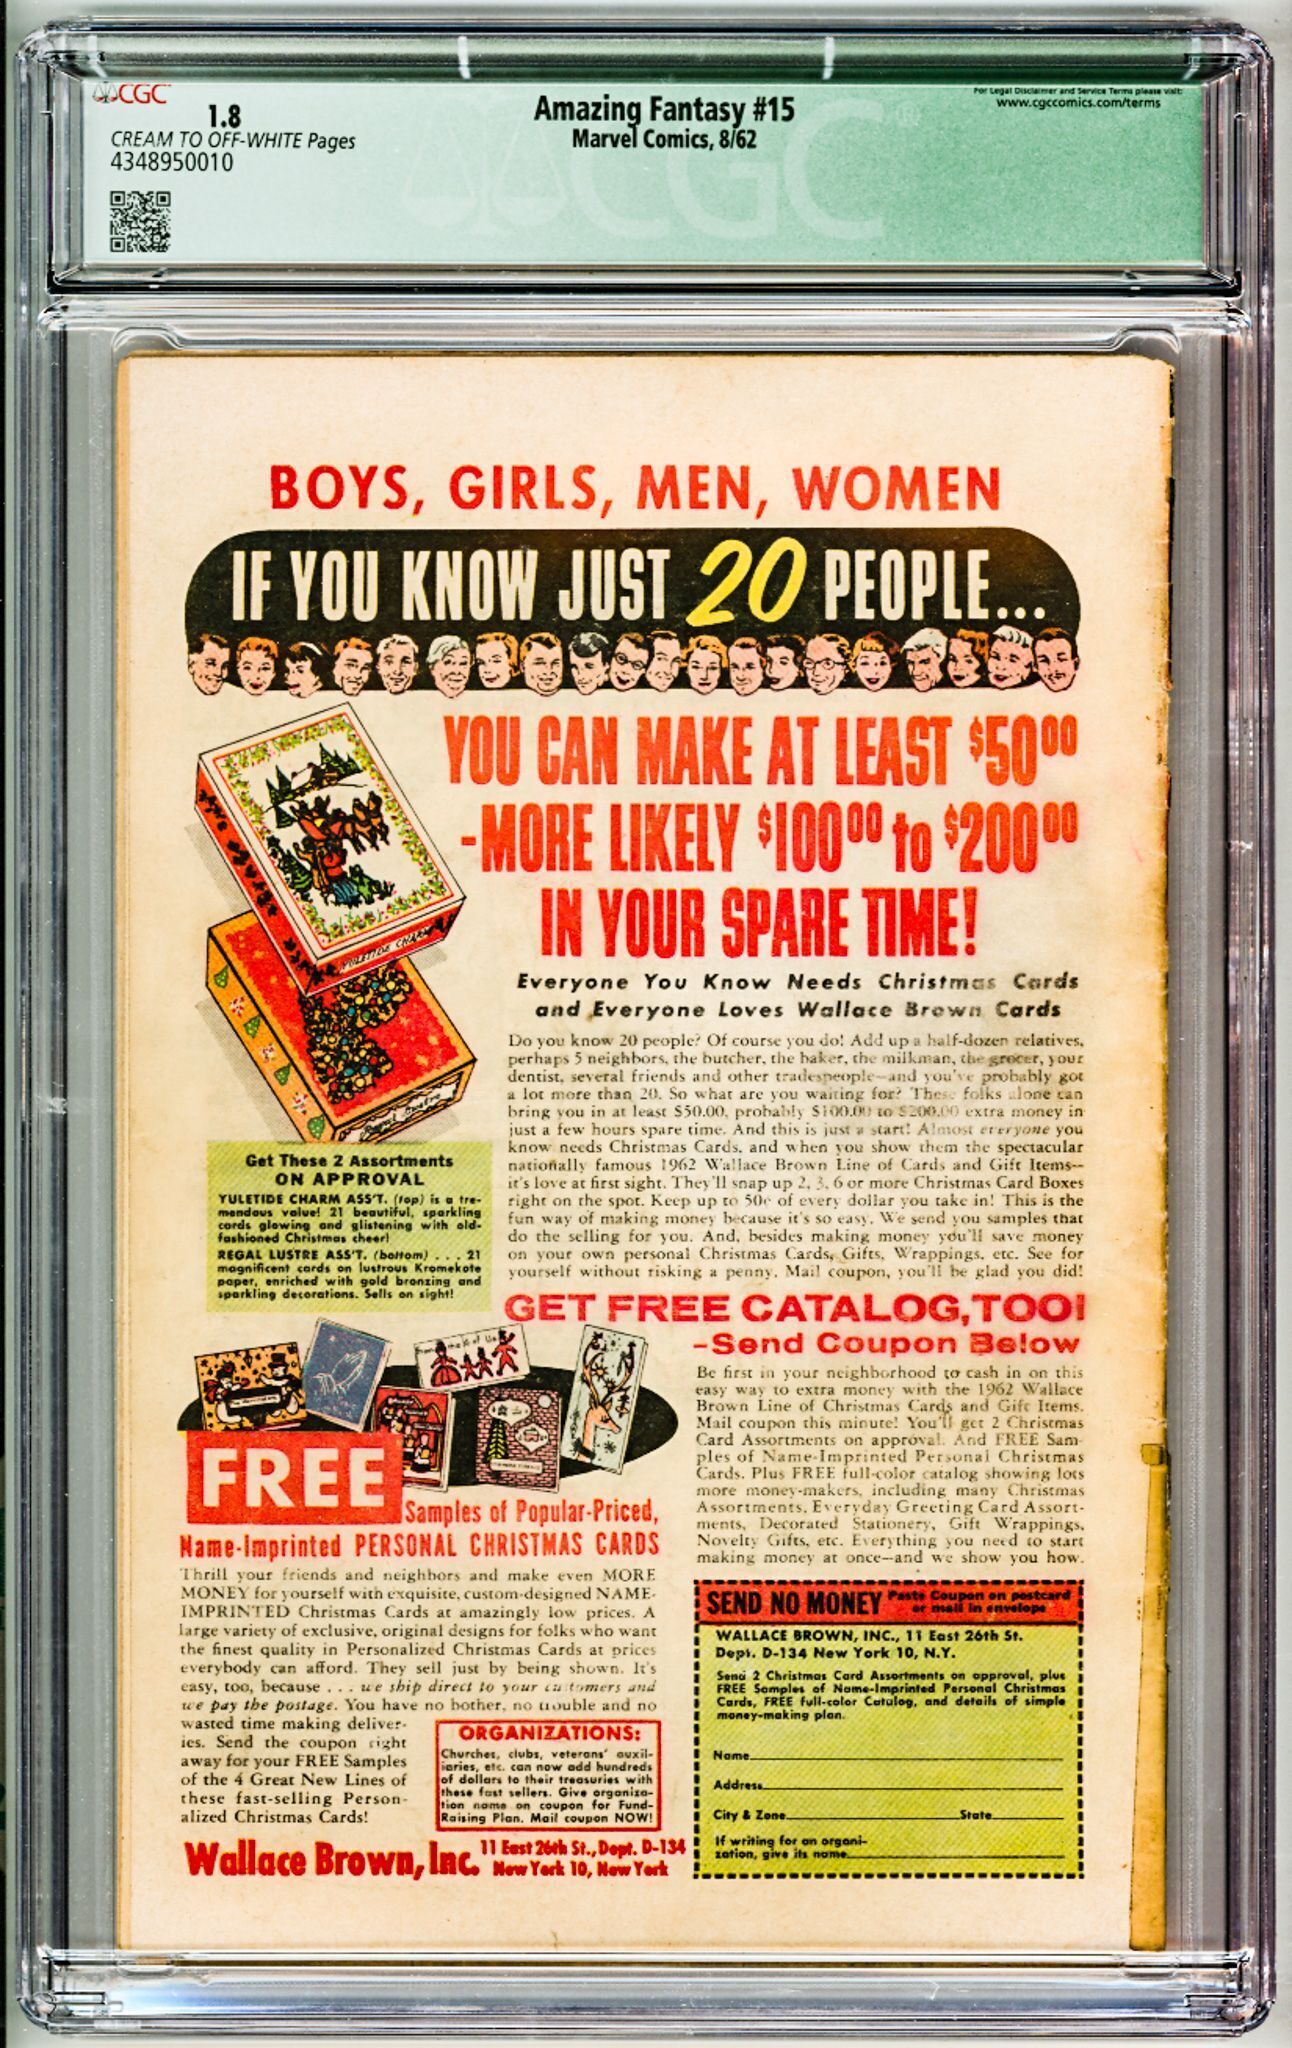 CGC
1.8
CREAM TO OFF-WHITE Pages
4348950010
Amazing Fantasy #15
Marvel Comics, 8/62
For Legal Disclaimer and Service Terms please visit:
www.cgccomics.com/terms
CGC
BOYS, GIRLS, MEN, WOMEN
IF YOU KNOW JUST 20 PEOPLE...
YOU CAN MAKE AT LEAST $50.00
-MORE LIKELY $100.00 to $200.00
IN YOUR SPARE TIME!
YULETIDE CHARM
Everyone You Know Needs Christmas Cards
and Everyone Loves Wallace Brown Cards
Do you know 20 people? Of course you do! Add up a half-dozen relatives,
perhaps 5 neighbors, the butcher, the baker, the milkman, the grocer, your
dentist, several friends and other tradespeople—and you've probably got
a lot more than 20. So what are you waiting for? These folks alone can
bring you in at least $50.00, probably $100.00 to $200.00 extra money in
just a few hours spare time. And this is just a start! Almost everyone you
know needs Christmas Cards, and when you show them the spectacular
nationally famous 1962 Wallace Brown Line of Cards and Gift Items--
it's love at first sight. They'll snap up 2, 3, 6 or more Christmas Card Boxes
right on the spot. Keep up to 50¢ of every dollar you take in! This is the
fun way of making money because it's so easy. We send you samples that
do the selling for you. And, besides making money you'll save money
on your own personal Christmas Cards, Gifts, Wrappings, etc. See for
yourself without risking a penny. Mail coupon, you'll be glad you did!
Get These 2 Assortments
ON APPROVAL
YULETIDE CHARM ASS'T. (top) is a tre-
mendous value! 21 beautiful, sparkling
cards glowing and glistening with old-
fashioned Christmas cheer!
REGAL LUSTRE ASS'T. (bottom) . . . 21
magnificent cards on lustrous Kromekote
paper, enriched with gold bronzing and
sparkling decorations. Sells on sight!
GET FREE CATALOG, TOO!
-Send Coupon Below
Be first in your neighborhood to cash in on this
easy way to extra money with the 1962 Wallace
Brown Line of Christmas Cards and Gift Items.
Mail coupon this minute! You'll get 2 Christmas
Card Assortments on approval. And FREE Sam-
ples of Name-Imprinted Personal Christmas
Cards. Plus FREE full-color catalog showing lots
more money-makers, including many Christmas
Assortments, Everyday Greeting Card Assort-
ments, Decorated Stationery, Gift Wrappings,
Novelty Gifts, etc. Everything you need to start
making money at once—and we show you how.
FREE
Samples of Popular-Priced,
Name-Imprinted PERSONAL CHRISTMAS CARDS
Thrill your friends and neighbors and make even MORE
MONEY for yourself with exquisite, custom-designed NAME-
IMPRINTED Christmas Cards at amazingly low prices. A
large variety of exclusive, original designs for folks who want
the finest quality in Personalized Christmas Cards at prices
everybody can afford. They sell just by being shown. It's
easy, too, because . . . we ship direct to your customers and
we pay the postage. You have no bother, no trouble and no
wasted time making deliver-
ies. Send the coupon right
away for your FREE Samples
of the 4 Great New Lines of
these fast-selling Person-
alized Christmas Cards!
ORGANIZATIONS:
Churches, clubs, veterans' auxil-
iaries, etc. can now add hundreds
of dollars to their treasuries with
these fast sellers. Give organiza-
tion name on coupon for Fund-
Raising Plan. Mail coupon NOW!
Wallace Brown, Inc. 11 East 26th St., Dept. D-134
New York 10, New York
SEND NO MONEY Paste Coupon on postcard
or mail in envelope
WALLACE BROWN, INC., 11 East 26th St.
Dept. D-134 New York 10, N.Y.
Send 2 Christmas Card Assortments on approval, plus
FREE Samples of Name-Imprinted Personal Christmas
Cards, FREE full-color Catalog, and details of simple
money-making plan.
Name
Address
City & Zone State
If writing for an organi-
zation, give its name